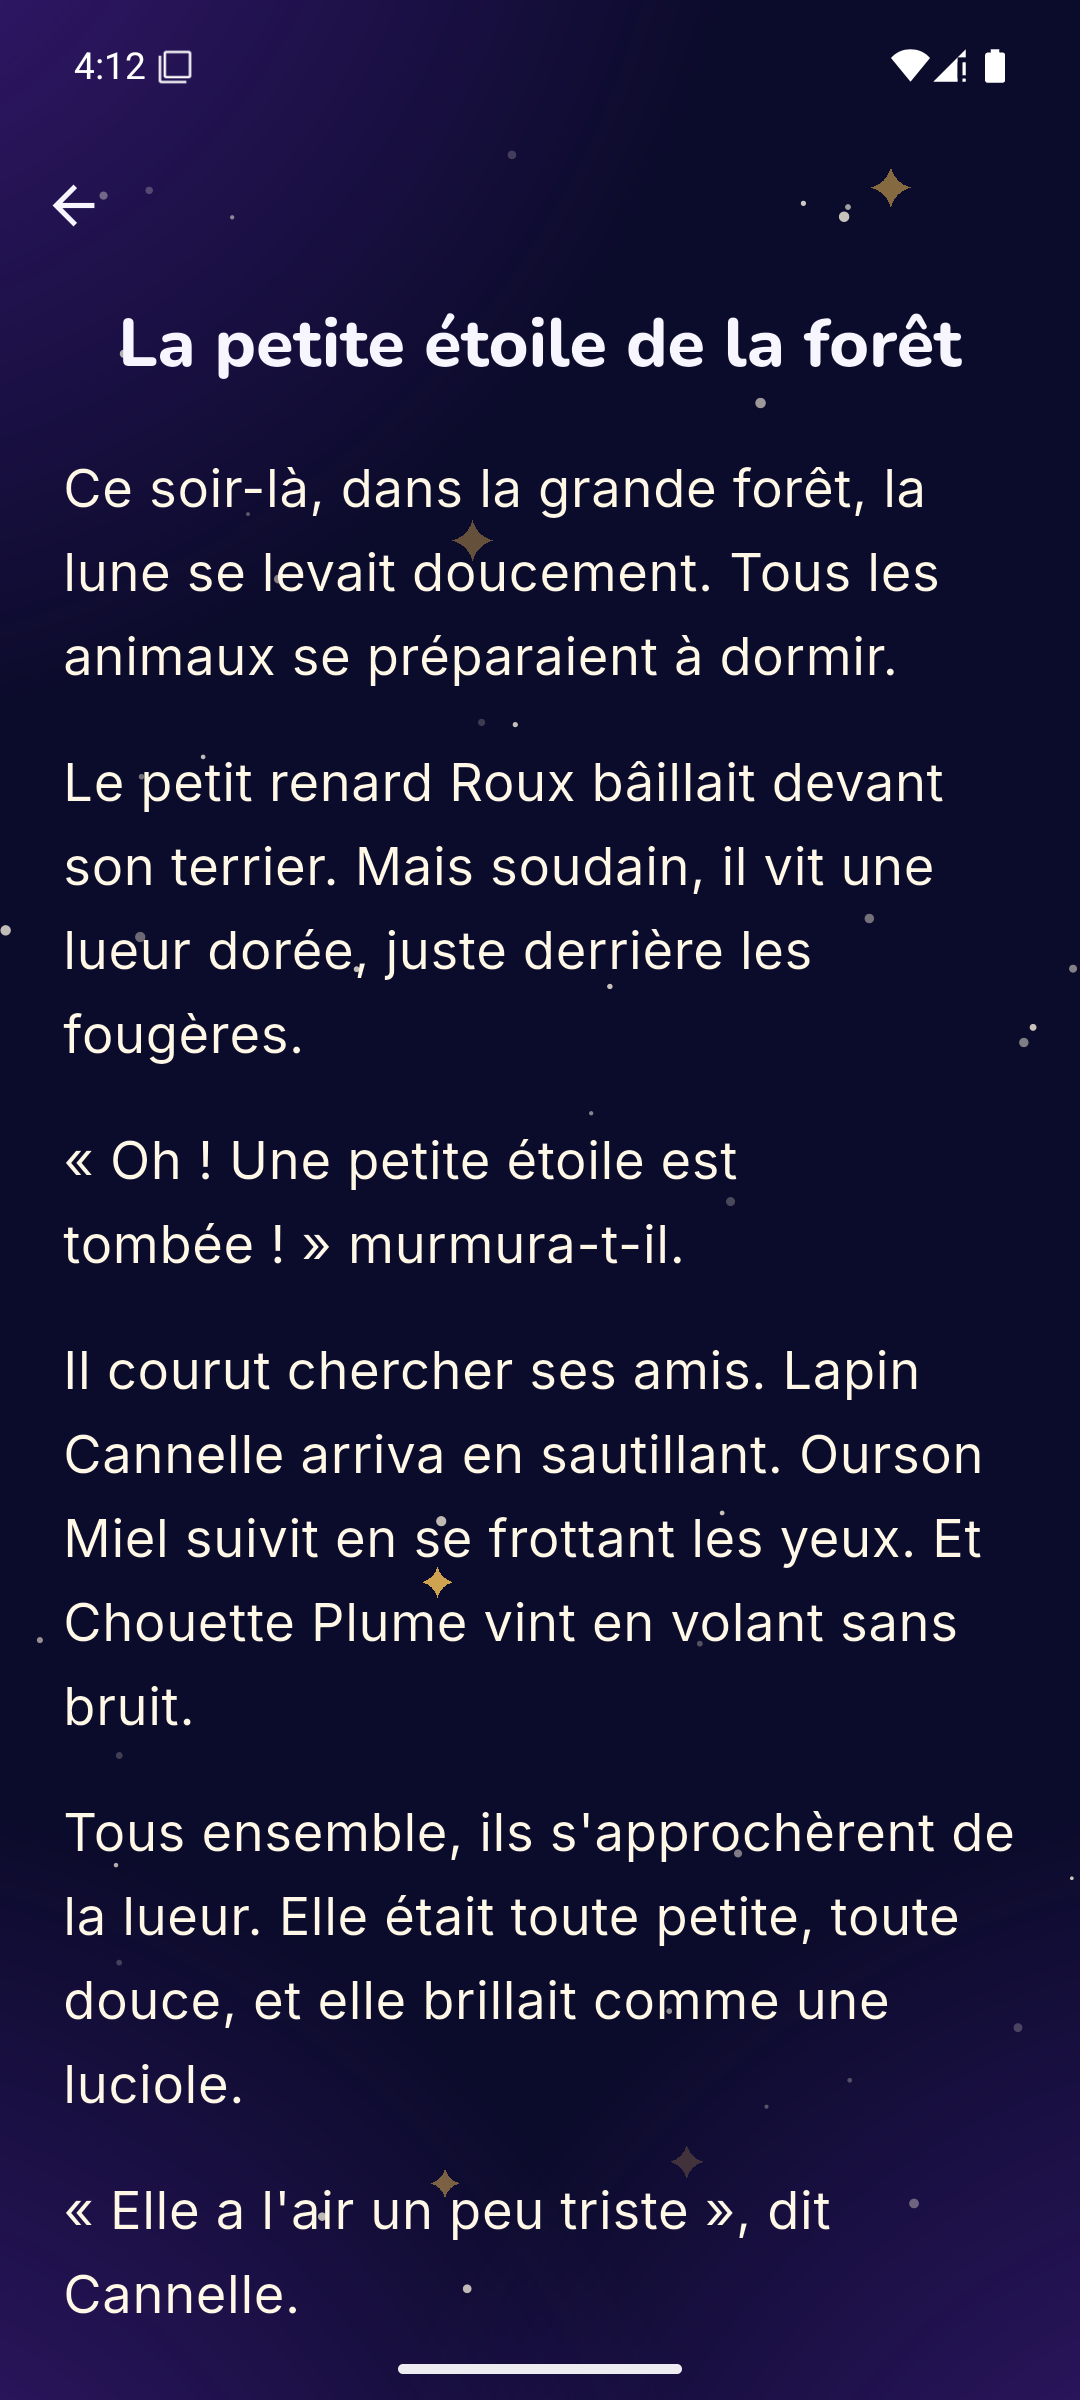 4:12
La petite étoile de la forêt
Ce soir-là, dans la grande forêt, la
lune se levait doucement. Tous les
animaux se préparaient à dormir.
Le petit renard Roux bâillait devant
son terrier. Mais soudain, il vit une
lueur dorée, juste derrière les
fougères.
« Oh ! Une petite étoile est
tombée ! » murmura-t-il.
Il courut chercher ses amis. Lapin
Cannelle arriva en sautillant. Ourson
Miel suivit en se frottant les yeux. Et
Chouette Plume vint en volant sans
bruit.
Tous ensemble, ils s'approchèrent de
la lueur. Elle était toute petite, toute
douce, et elle brillait comme une
luciole.
« Elle a l'air un peu triste », dit
Cannelle.